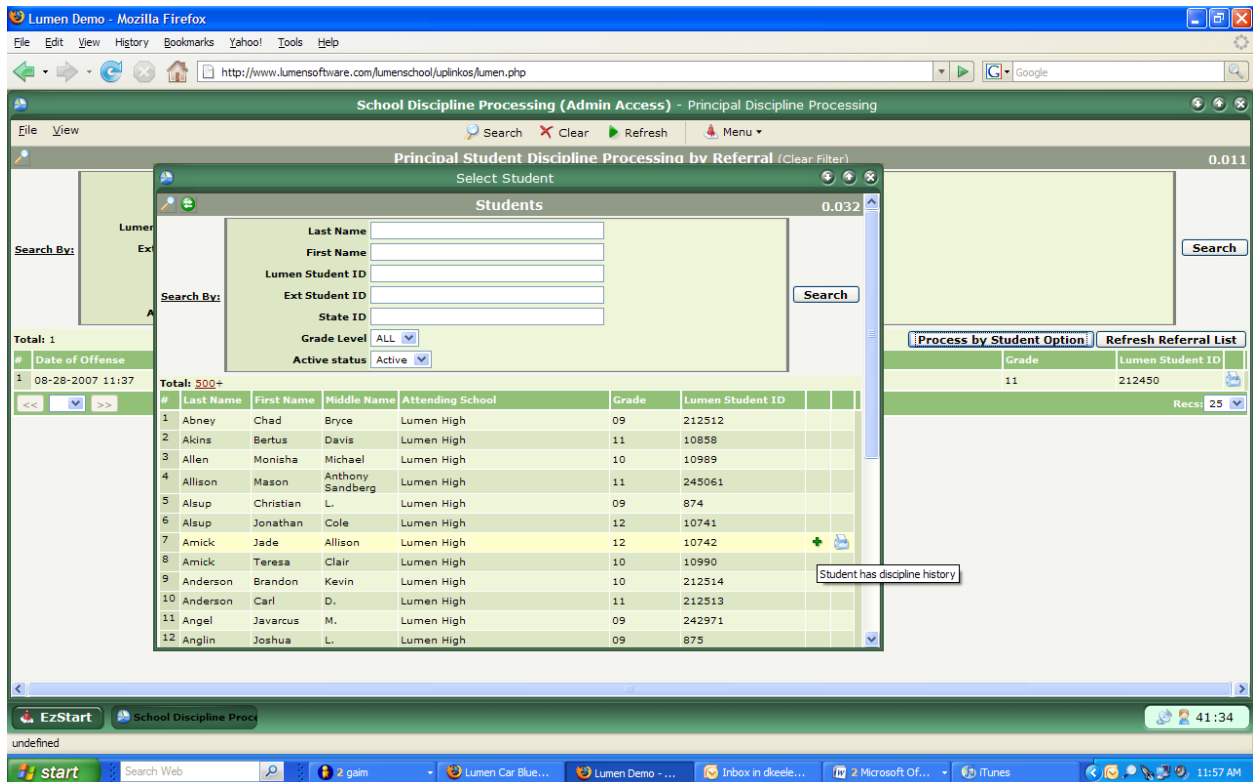 Lumen Demo - Mozilla Firefox
File Edit View History Bookmarks Yahoo! Tools Help
http://www.lumensoftware.com/lumenschool/uplinkos/lumen.php
G Google
School Discipline Processing (Admin Access) - Principal Discipline Processing
File View Search Clear Refresh Menu
Principal Student Discipline Processing by Referral (Clear Filter) 0.011
Select Student
Students 0.032
Search By:
Lumen
Ext
A
Search
Last Name
First Name
Lumen Student ID
Search By: Ext Student ID Search
State ID
Grade Level ALL
Active status Active
Total: 1
Process by Student Option Refresh Referral List
# Date of Offense Grade Lumen Student ID
1 08-28-2007 11:37 11 212450
<< >> Recs: 25
Total: 500+
# Last Name First Name Middle Name Attending School Grade Lumen Student ID
1 Abney Chad Bryce Lumen High 09 212512
2 Akins Bertus Davis Lumen High 11 10858
3 Allen Monisha Michael Lumen High 10 10989
4 Allison Mason Anthony Sandberg Lumen High 11 245061
5 Alsup Christian L. Lumen High 09 874
6 Alsup Jonathan Cole Lumen High 12 10741
7 Amick Jade Allison Lumen High 12 10742
8 Amick Teresa Clair Lumen High 10 10990
Student has discipline history
9 Anderson Brandon Kevin Lumen High 10 212514
10 Anderson Carl D. Lumen High 11 212513
11 Angel Javarcus M. Lumen High 09 242971
12 Anglin Joshua L. Lumen High 09 875
EzStart School Discipline Proce 41:34
undefined
start Search Web 2 gaim Lumen Car Blue... Lumen Demo - ... Inbox in dkeele... 2 Microsoft Of... iTunes 11:57 AM